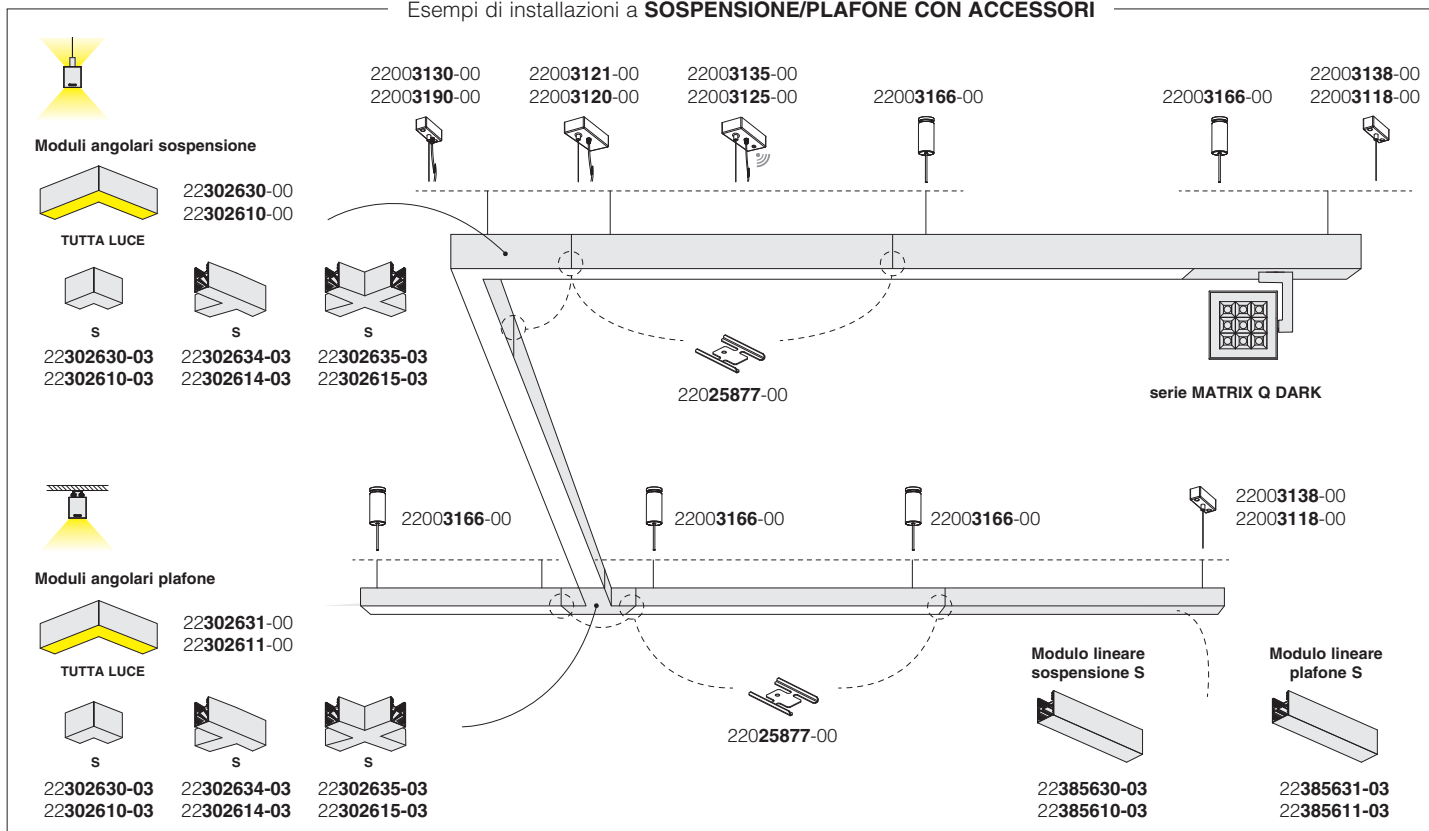 Esempi di installazioni a SOSPENSIONE/PLAFONE CON ACCESSORI
22003130-00
22003190-00
22003121-00
22003120-00
22003135-00
22003125-00
22003166-00
22003166-00
22003138-00
22003118-00
Moduli angolari sospensione
22302630-00
22302610-00
TUTTA LUCE
S
22302630-03
22302610-03
S
22302634-03
22302614-03
S
22302635-03
22302615-03
22025877-00
serie MATRIX Q DARK
22003166-00
22003166-00
22003166-00
22003138-00
22003118-00
Moduli angolari plafone
22302631-00
22302611-00
TUTTA LUCE
S
22302630-03
22302610-03
S
22302634-03
22302614-03
S
22302635-03
22302615-03
22025877-00
Modulo lineare
sospensione S
22385630-03
22385610-03
Modulo lineare
plafone S
22385631-03
22385611-03